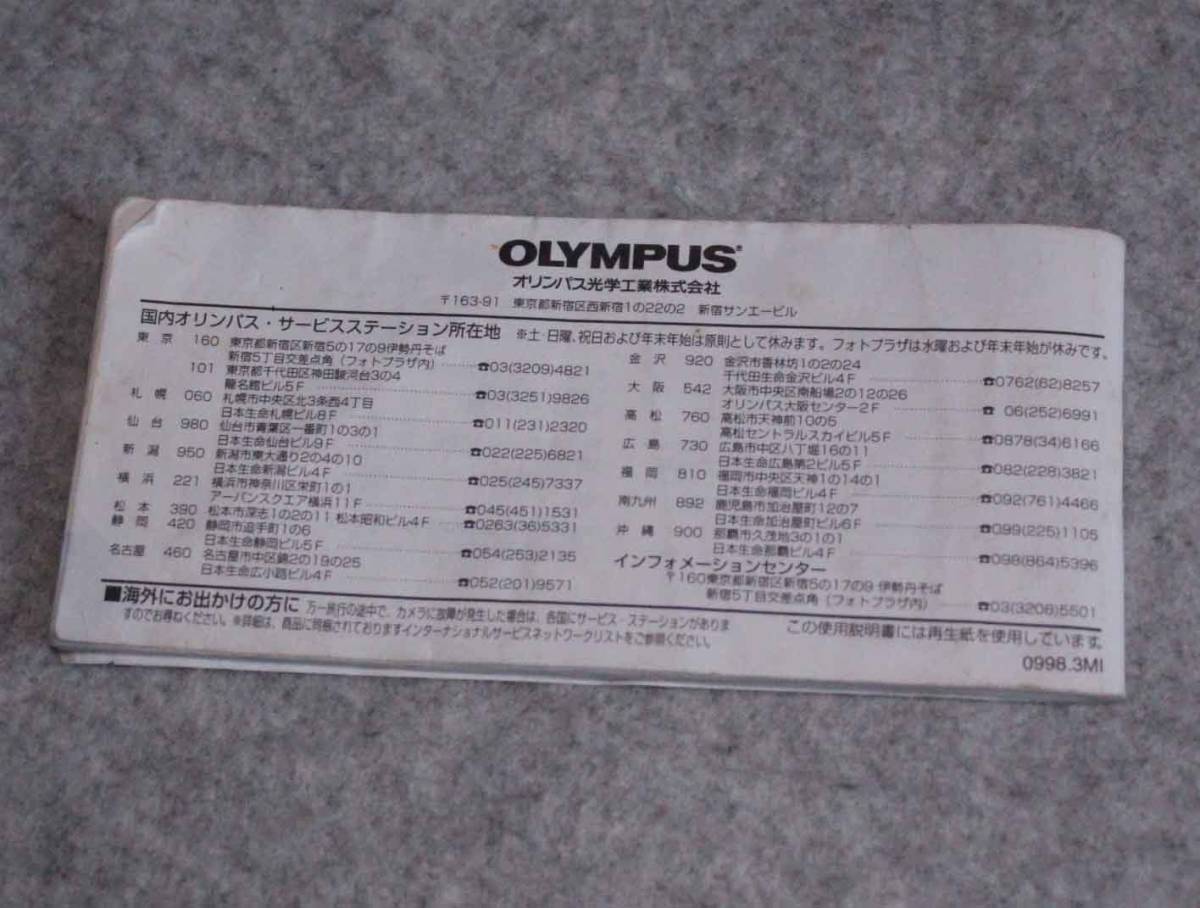 OLYMPUS®
オリンパス光学工業株式会社
〒163-91 東京都新宿区西新宿1の22の2 新宿サンエービル
国内オリンパス・サービスステーション所在地 ※土・日曜、祝日および年末年始は原則として休みます。フォトプラザは水曜および年末年始が休みです。
東京 160 東京都新宿区新宿5の17の9伊勢丹そば
新宿5丁目交差点角(フォトプラザ内) ☎03(3209)4821
101 東京都千代田区神田駿河台3の4
龍名館ビル5F ☎03(3251)9826
札幌 060 札幌市中央区北3条西4丁目
日本生命札幌ビル8F ☎011(231)2320
仙台 980 仙台市青葉区一番町1の3の1
日本生命仙台ビル9F ☎022(225)6821
新潟 950 新潟市東大通り2の4の10
日本生命新潟ビル4F ☎025(245)7337
横浜 221 横浜市神奈川区栄町1の1
アーバンスクエア横浜11F ☎045(451)1531
松本 390 松本市深志1の2の11 松本昭和ビル4F ☎0263(36)5331
静岡 420 静岡市追手町1の6
日本生命静岡ビル5F ☎054(253)2135
名古屋 460 名古屋市中区錦2の19の25
日本生命広小路ビル4F ☎052(201)9571
金沢 920 金沢市香林坊1の2の24
千代田生命金沢ビル4F ☎0762(62)8257
大阪 542 大阪市中央区南船場2の12の26
オリンパス大阪センター2F ☎06(252)6991
高松 760 高松市天神前10の5
高松セントラルスカイビル5F ☎0878(34)6166
広島 730 広島市中区八丁堀16の11
日本生命広島第2ビル5F ☎082(228)3821
福岡 810 福岡市中央区天神1の14の1
日本生命福岡ビル4F ☎092(761)4466
南九州 892 鹿児島市加治屋町12の7
日本生命加治屋町ビル6F ☎099(225)1105
沖縄 900 那覇市久茂地3の1の1
日本生命那覇ビル4F ☎098(864)5396
インフォメーションセンター
〒160東京都新宿区新宿5の17の9 伊勢丹そば
新宿5丁目交差点角(フォトプラザ内) ☎03(3206)5501
■海外にお出かけの方に 万一旅行の途中で、カメラに故障が発生した場合は、各国にサービス・ステーションがありま
すのでお尋ねください。※詳細は、商品に同梱されておりますインターナショナルサービスネットワークリストをご参照ください。
この使用説明書には再生紙を使用しています。
0998.3MI